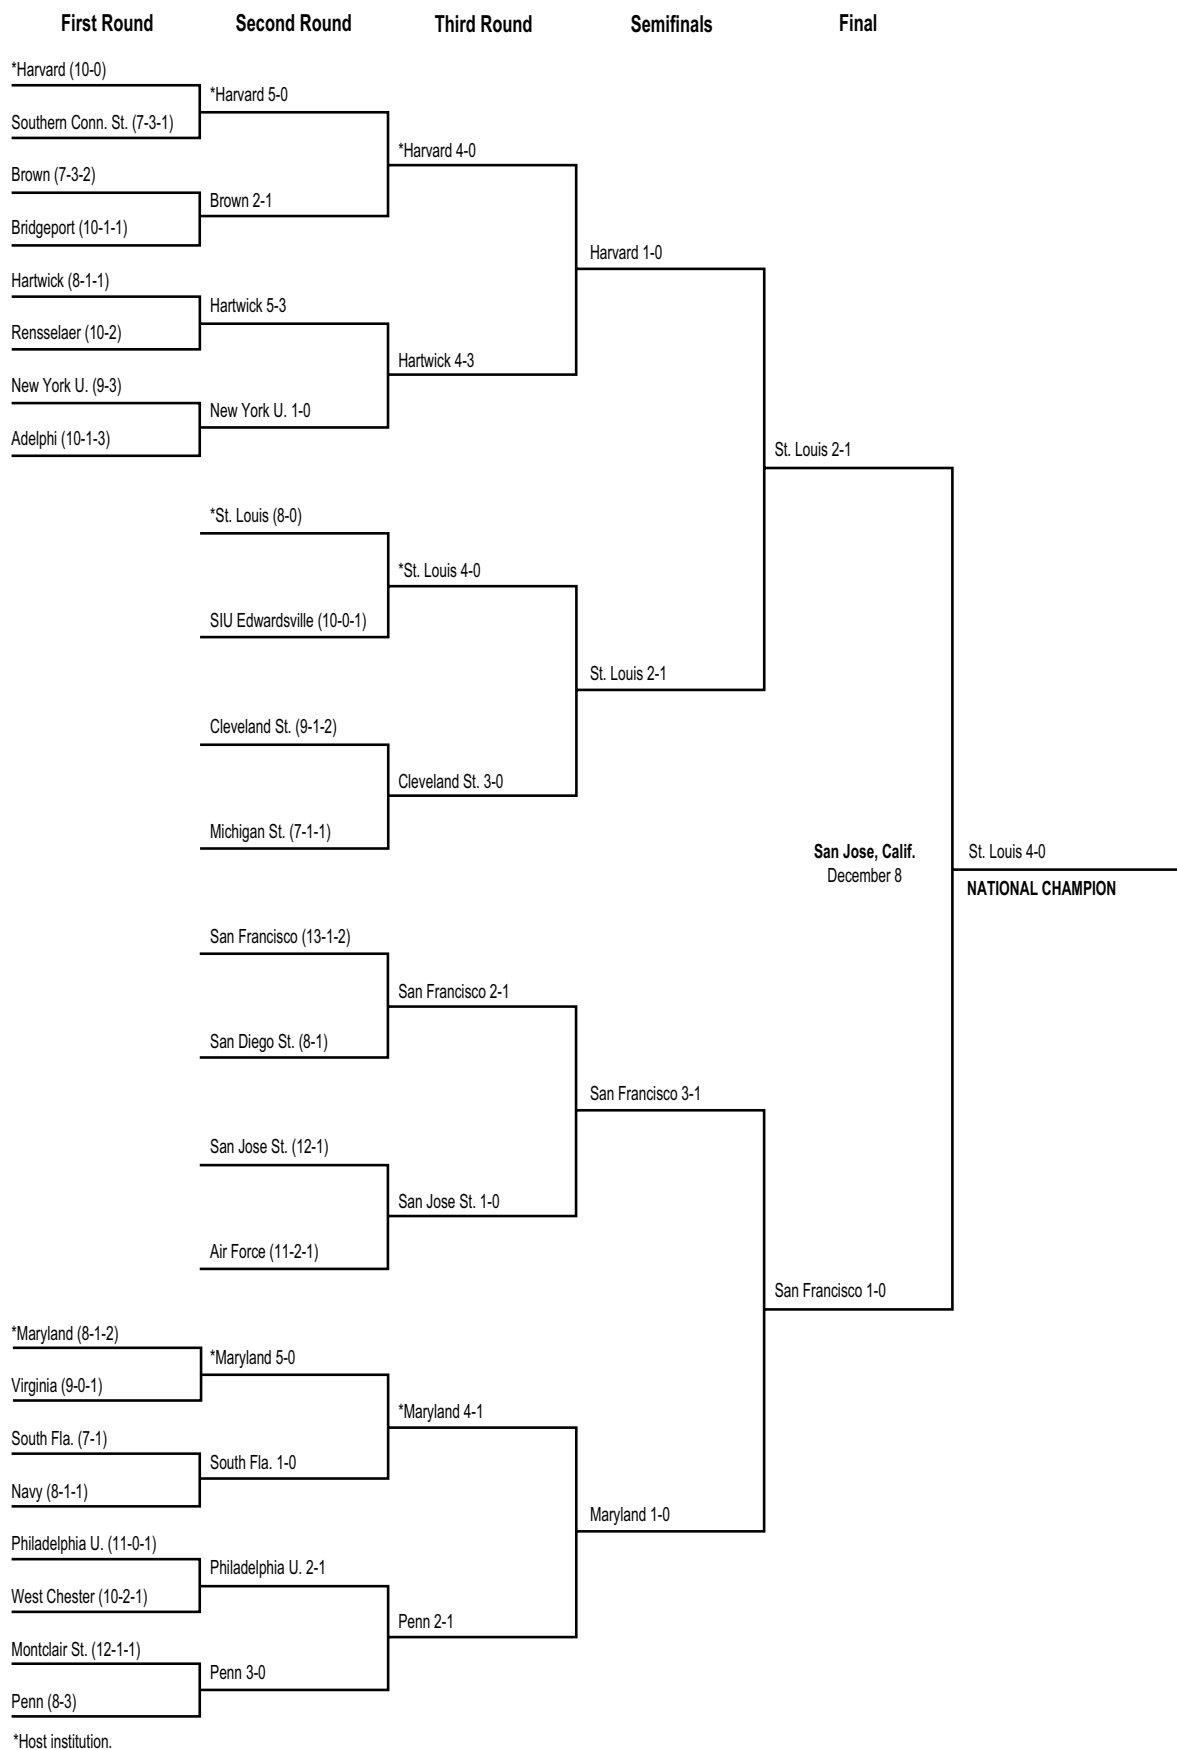 First Round Second Round Third Round Semifinals Final
*Harvard (10-0)
*Harvard 5-0
Southern Conn. St. (7-3-1)
*Harvard 4-0
Brown (7-3-2)
Brown 2-1
Bridgeport (10-1-1)
Harvard 1-0
Hartwick (8-1-1)
Hartwick 5-3
Rensselaer (10-2)
Hartwick 4-3
New York U. (9-3)
New York U. 1-0
Adelphi (10-1-3)
St. Louis 2-1
*St. Louis (8-0)
*St. Louis 4-0
SIU Edwardsville (10-0-1)
St. Louis 2-1
Cleveland St. (9-1-2)
Cleveland St. 3-0
Michigan St. (7-1-1)
San Jose, Calif. St. Louis 4-0
December 8
NATIONAL CHAMPION
San Francisco (13-1-2)
San Francisco 2-1
San Diego St. (8-1)
San Francisco 3-1
San Jose St. (12-1)
San Jose St. 1-0
Air Force (11-2-1)
San Francisco 1-0
*Maryland (8-1-2)
*Maryland 5-0
Virginia (9-0-1)
*Maryland 4-1
South Fla. (7-1)
South Fla. 1-0
Navy (8-1-1)
Maryland 1-0
Philadelphia U. (11-0-1)
Philadelphia U. 2-1
West Chester (10-2-1)
Penn 2-1
Montclair St. (12-1-1)
Penn 3-0
Penn (8-3)
*Host institution.